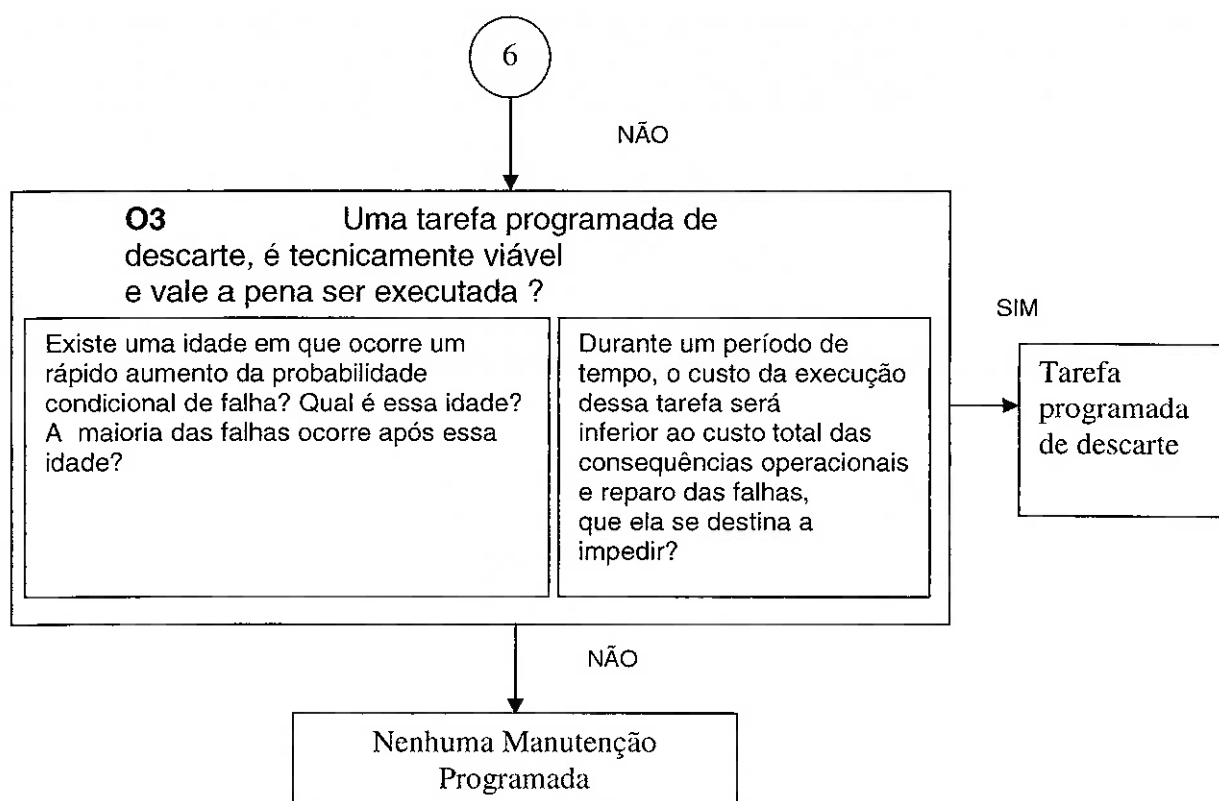 6
NÃO
O3 Uma tarefa programada de
descarte, é tecnicamente viável
e vale a pena ser executada ?
Existe uma idade em que ocorre um
rápido aumento da probabilidade
condicional de falha? Qual é essa idade?
A maioria das falhas ocorre após essa
idade?
Durante um período de
tempo, o custo da execução
dessa tarefa será
inferior ao custo total das
consequências operacionais
e reparo das falhas,
que ela se destina a
impedir?
SIM
Tarefa
programada
de descarte
NÃO
Nenhuma Manutenção
Programada